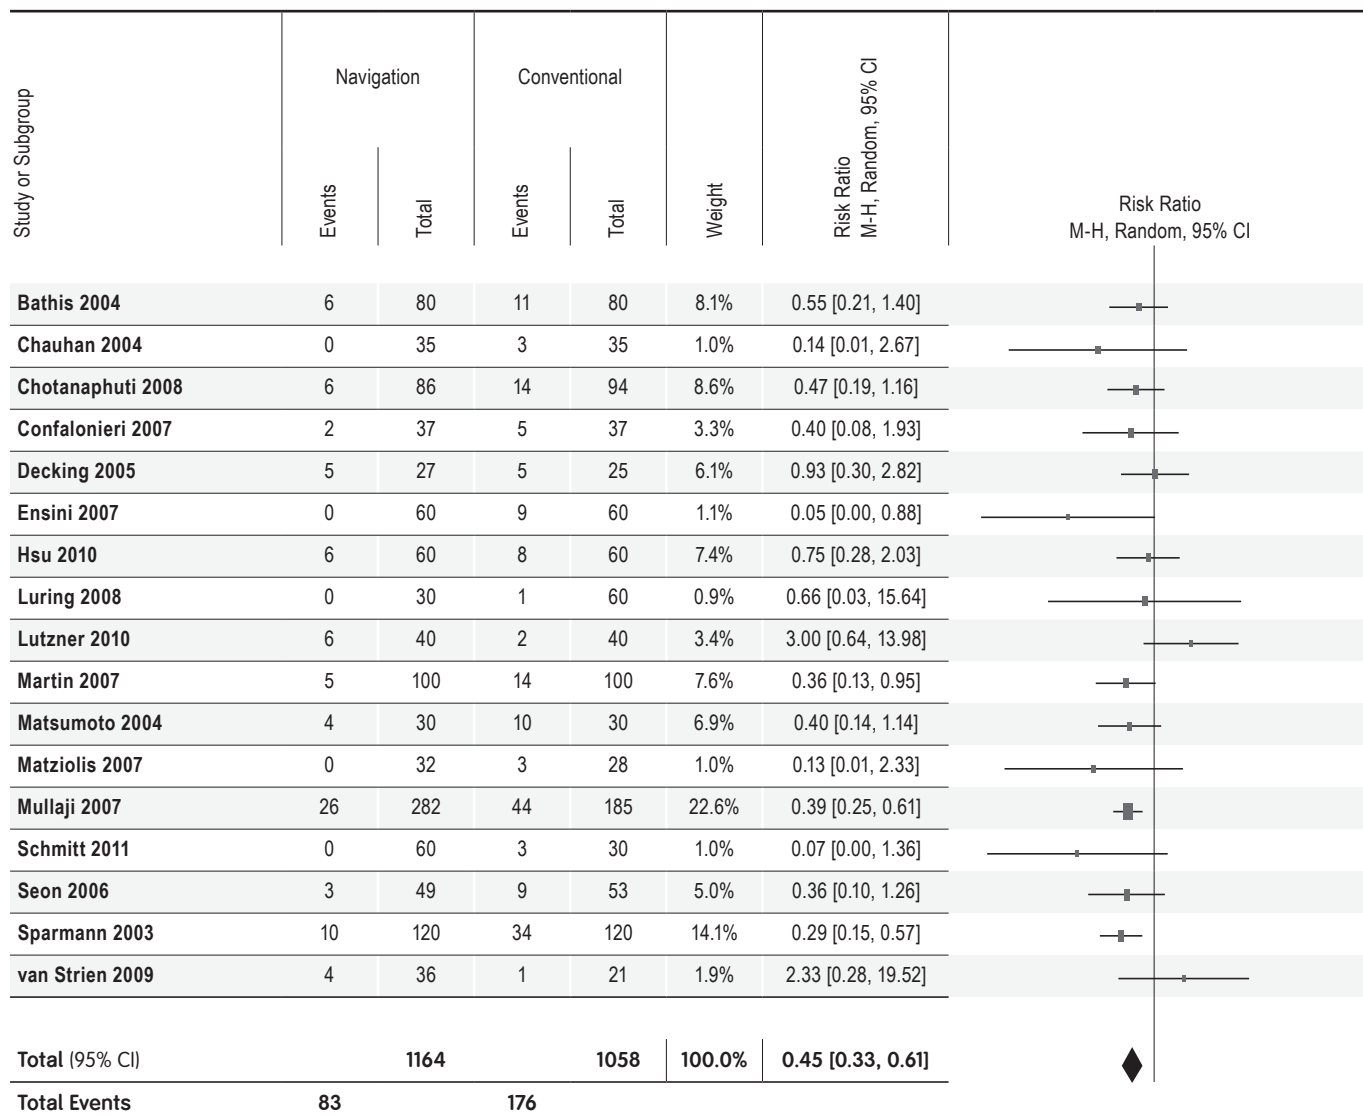 Study or Subgroup
Navigation
Conventional
Events
Total
Events
Total
Weight
Risk Ratio
M-H, Random, 95% CI
Risk Ratio
M-H, Random, 95% CI
Bathis 2004 6 80 11 80 8.1% 0.55 [0.21, 1.40]
Chauhan 2004 0 35 3 35 1.0% 0.14 [0.01, 2.67]
Chotanaphuti 2008 6 86 14 94 8.6% 0.47 [0.19, 1.16]
Confalonieri 2007 2 37 5 37 3.3% 0.40 [0.08, 1.93]
Decking 2005 5 27 5 25 6.1% 0.93 [0.30, 2.82]
Ensini 2007 0 60 9 60 1.1% 0.05 [0.00, 0.88]
Hsu 2010 6 60 8 60 7.4% 0.75 [0.28, 2.03]
Luring 2008 0 30 1 60 0.9% 0.66 [0.03, 15.64]
Lutzner 2010 6 40 2 40 3.4% 3.00 [0.64, 13.98]
Martin 2007 5 100 14 100 7.6% 0.36 [0.13, 0.95]
Matsumoto 2004 4 30 10 30 6.9% 0.40 [0.14, 1.14]
Matziolis 2007 0 32 3 28 1.0% 0.13 [0.01, 2.33]
Mullaji 2007 26 282 44 185 22.6% 0.39 [0.25, 0.61]
Schmitt 2011 0 60 3 30 1.0% 0.07 [0.00, 1.36]
Seon 2006 3 49 9 53 5.0% 0.36 [0.10, 1.26]
Sparmann 2003 10 120 34 120 14.1% 0.29 [0.15, 0.57]
van Strien 2009 4 36 1 21 1.9% 2.33 [0.28, 19.52]
Total (95% CI) 1164 1058 100.0% 0.45 [0.33, 0.61]
Total Events 83 176